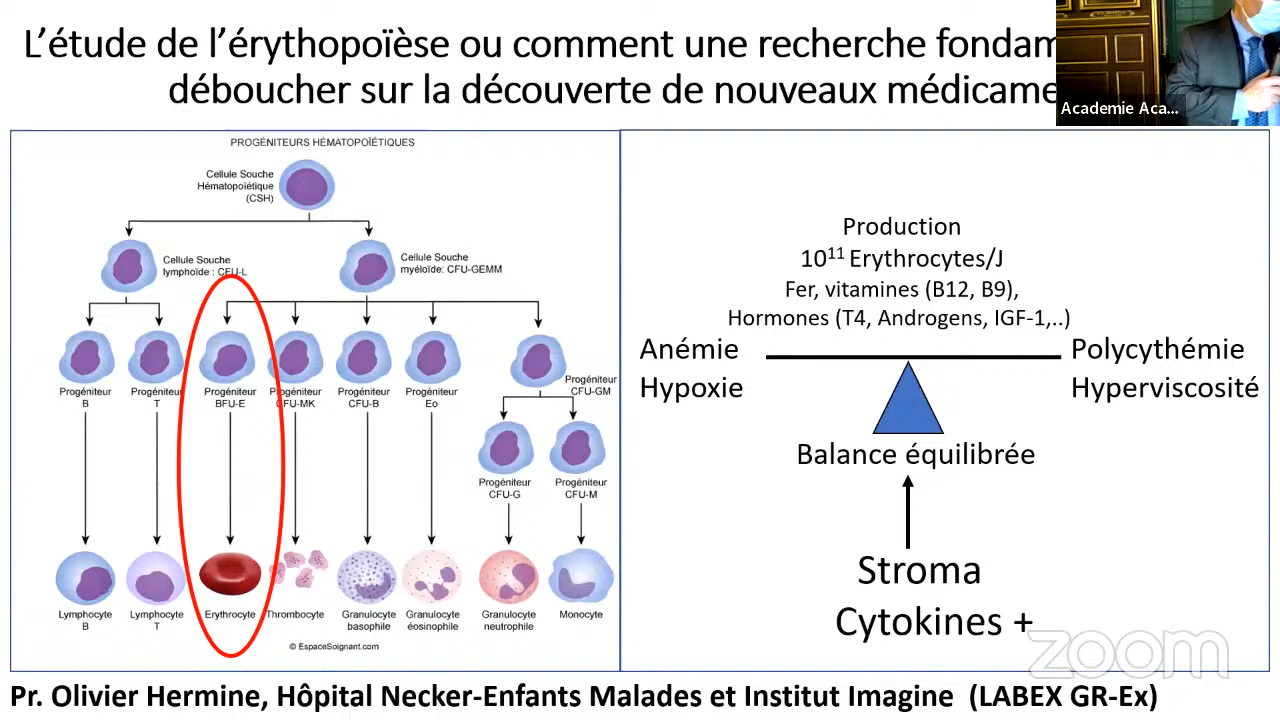 L'étude de l'érythopoïèse ou comment une recherche fondam
déboucher sur la découverte de nouveaux médicame
Academie Aca...
PROGÉNITEURS HÉMATOPOÏÉTIQUES
Cellule Souche
Hématopoïétique
(CSH)
Cellule Souche
lymphoïde : CFU-L
Cellule Souche
myéloïde: CFU-GEMM
Progéniteur
B
Progéniteur
T
Progéniteur
BFU-E
Progéniteur
CFU-MK
Progéniteur
CFU-B
Progéniteur
Eo
Progéniteur
CFU-GM
Progéniteur
CFU-G
Progéniteur
CFU-M
Lymphocyte
B
Lymphocyte
T
Erythrocyte
Thrombocyte
Granulocyte
basophile
Granulocyte
éosinophile
Granulocyte
neutrophile
Monocyte
© EspaceSoignant.com
Production
10¹¹ Erythrocytes/J
Fer, vitamines (B12, B9),
Hormones (T4, Androgens, IGF-1,..)
Anémie
Hypoxie
Polycythémie
Hyperviscosité
Balance équilibrée
Stroma
Cytokines +
zoom
Pr. Olivier Hermine, Hôpital Necker-Enfants Malades et Institut Imagine (LABEX GR-Ex)